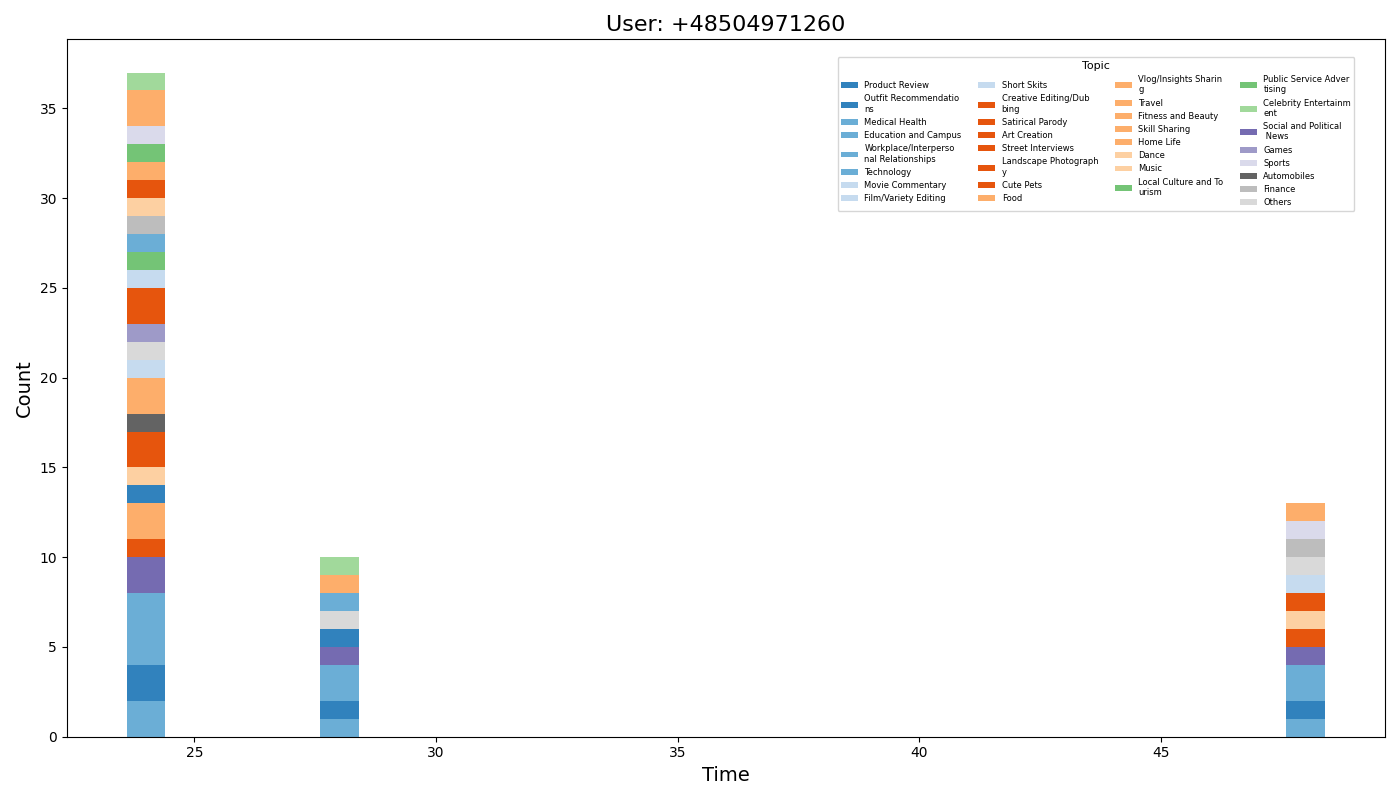 User: +48504971260
Topic
Product Review
Outfit Recommendatio
ns
Medical Health
Education and Campus
Workplace/Interperso
nal Relationships
Technology
Movie Commentary
Film/Variety Editing
Short Skits
Creative Editing/Dub
bing
Satirical Parody
Art Creation
Street Interviews
Landscape Photograph
y
Cute Pets
Food
Vlog/Insights Sharin
g
Travel
Fitness and Beauty
Skill Sharing
Home Life
Dance
Music
Local Culture and To
urism
Public Service Adver
tising
Celebrity Entertainm
ent
Social and Political
News
Games
Sports
Automobiles
Finance
Others
Count
35
30
25
20
15
10
5
0
25 30 35 40 45
Time